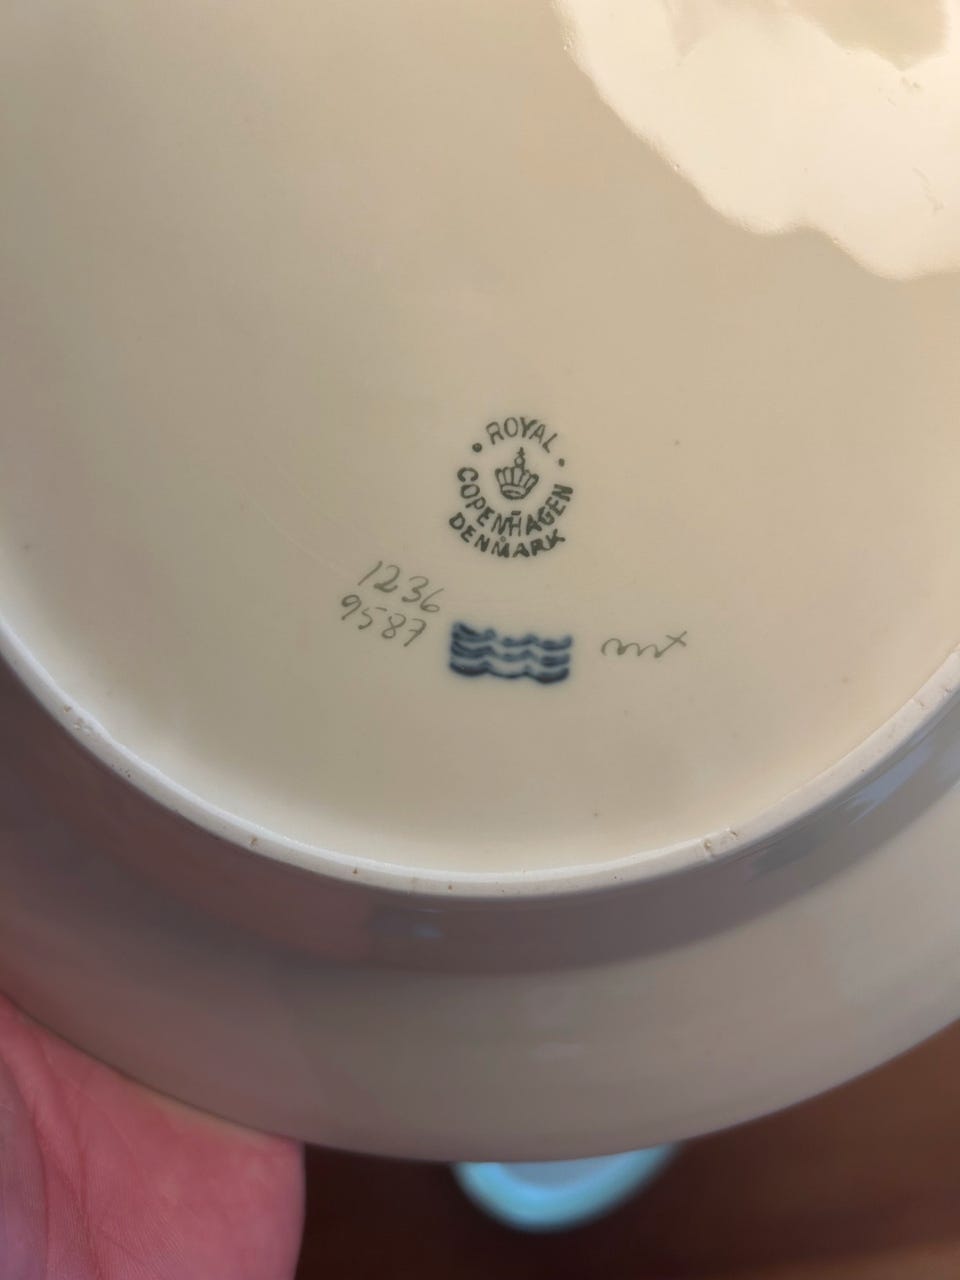 ROYAL
COPENHAGEN
DENMARK
1236
9587